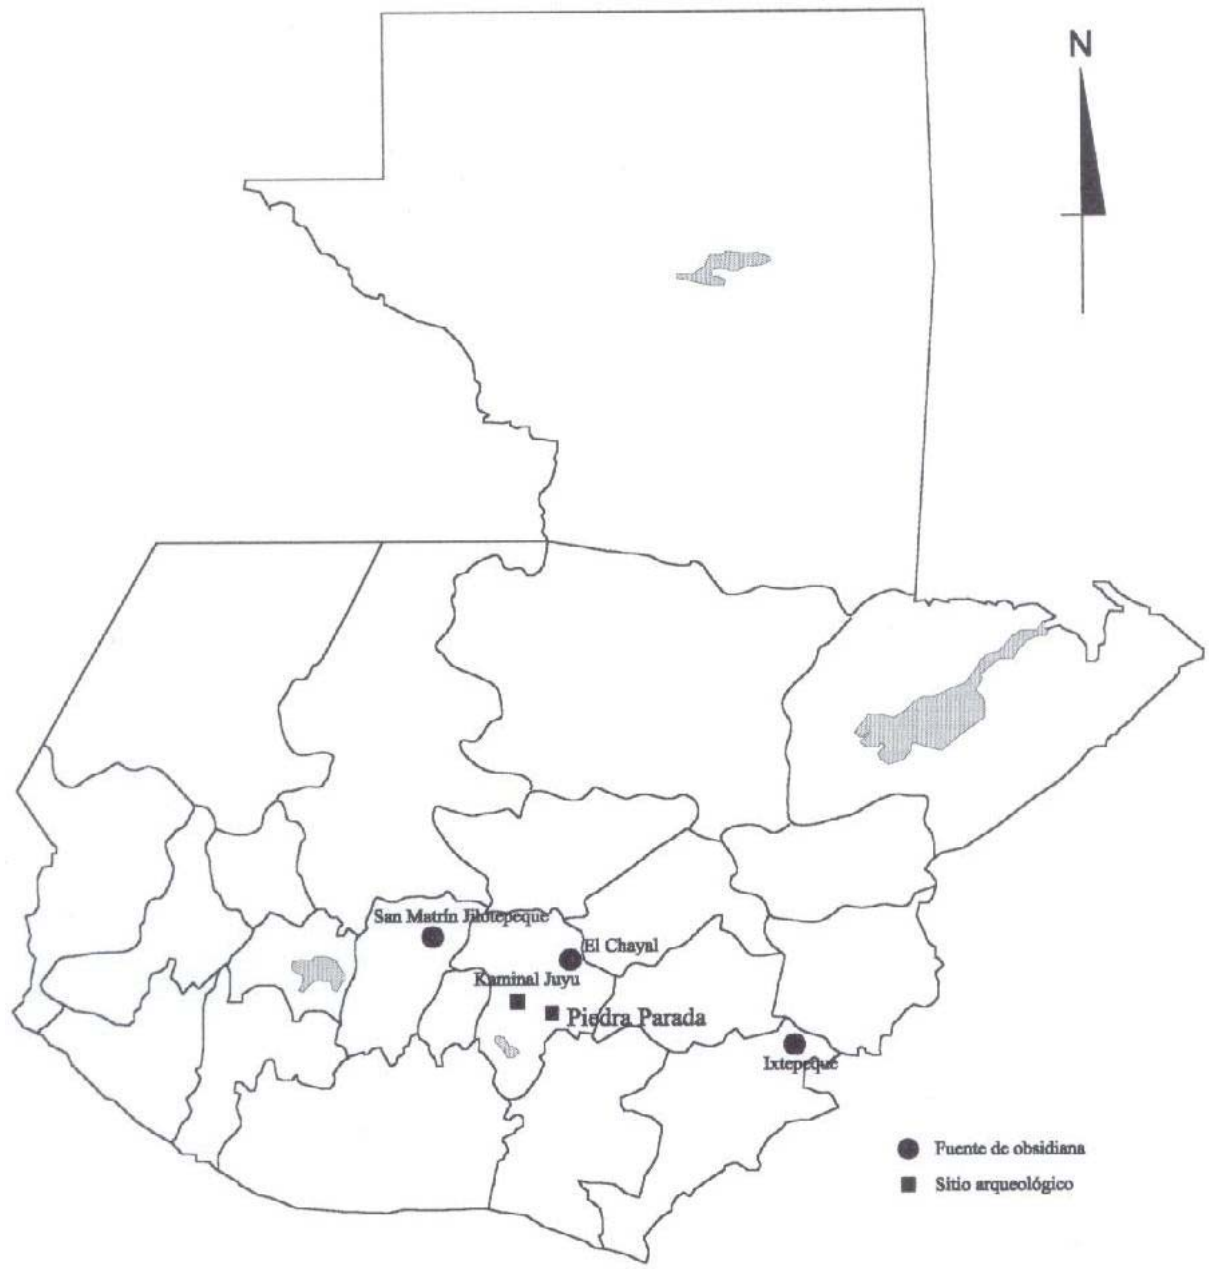 N
San Matrín Jilotepeque
El Chayal
Kaminal Juyu
Piedra Parada
Ixtepeque
Fuente de obsidiana
Sitio arqueológico